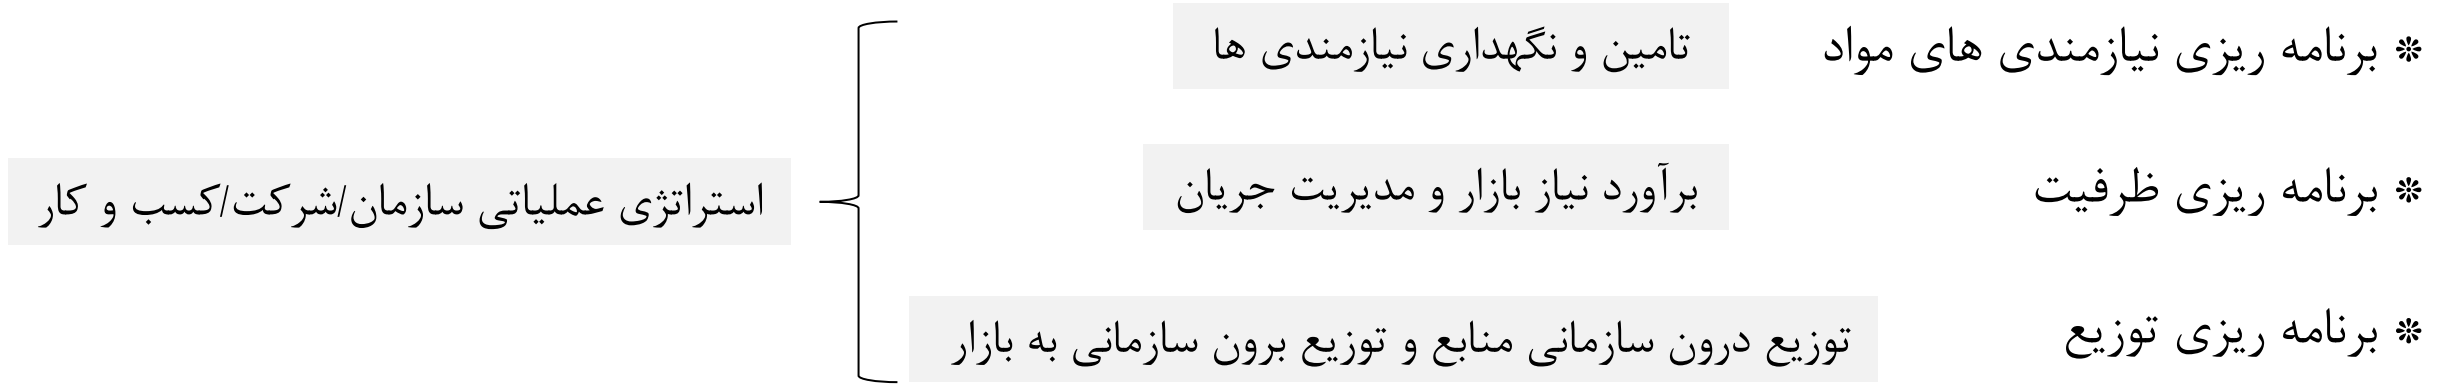 ❊ برنامه ریزی نیازمندی های مواد
تامین و نگهداری نیازمندی ها
❊ برنامه ریزی ظرفیت
برآورد نیاز بازار و مدیریت جریان
❊ برنامه ریزی توزیع
توزیع درون سازمانی منابع و توزیع برون سازمانی به بازار
استراتژی عملیاتی سازمان/شرکت/کسب و کار